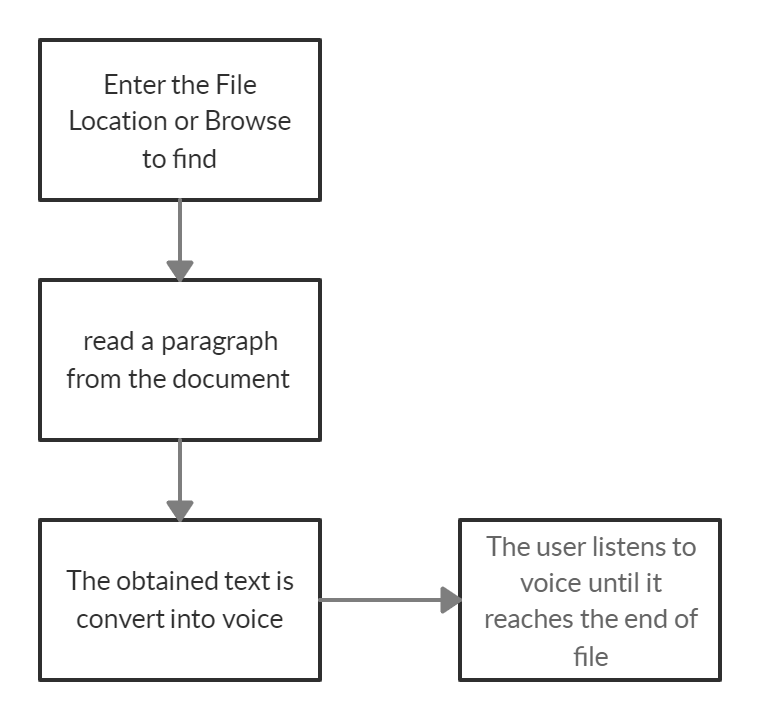 Enter the File
Location or Browse
to find
read a paragraph
from the document
The obtained text is
convert into voice
The user listens to
voice until it
reaches the end of
file